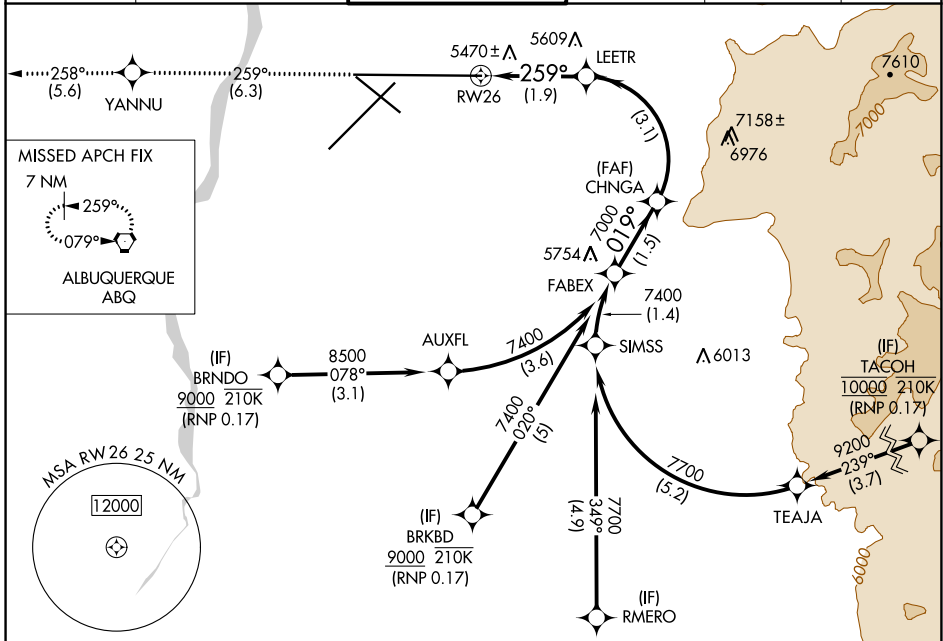 258°
(5.6)
YANNU
259°
(6.3)
5470±
RW26
5609
259°
(1.9)
LEETR
(3.1)
7610
7000
7158±
6976
MISSED APCH FIX
7 NM
259°
079°
ALBUQUERQUE
ABQ
(FAF)
CHNGA
7000
019°
(1.5)
5754
FABEX
7400
(1.4)
SIMSS
6013
(IF)
BRNDO
9000 210K
(RNP 0.17)
8500
078°
(3.1)
AUXFL
7400
(3.6)
7400
020°
(5)
(IF)
BRKBD
9000 210K
(RNP 0.17)
7700
349°
(4.9)
(IF)
RMERO
7700
(5.2)
TEAJA
(IF)
TACOH
10000 210K
(RNP 0.17)
9200
239°
(3.7)
6000
MSA RW26 25 NM
12000